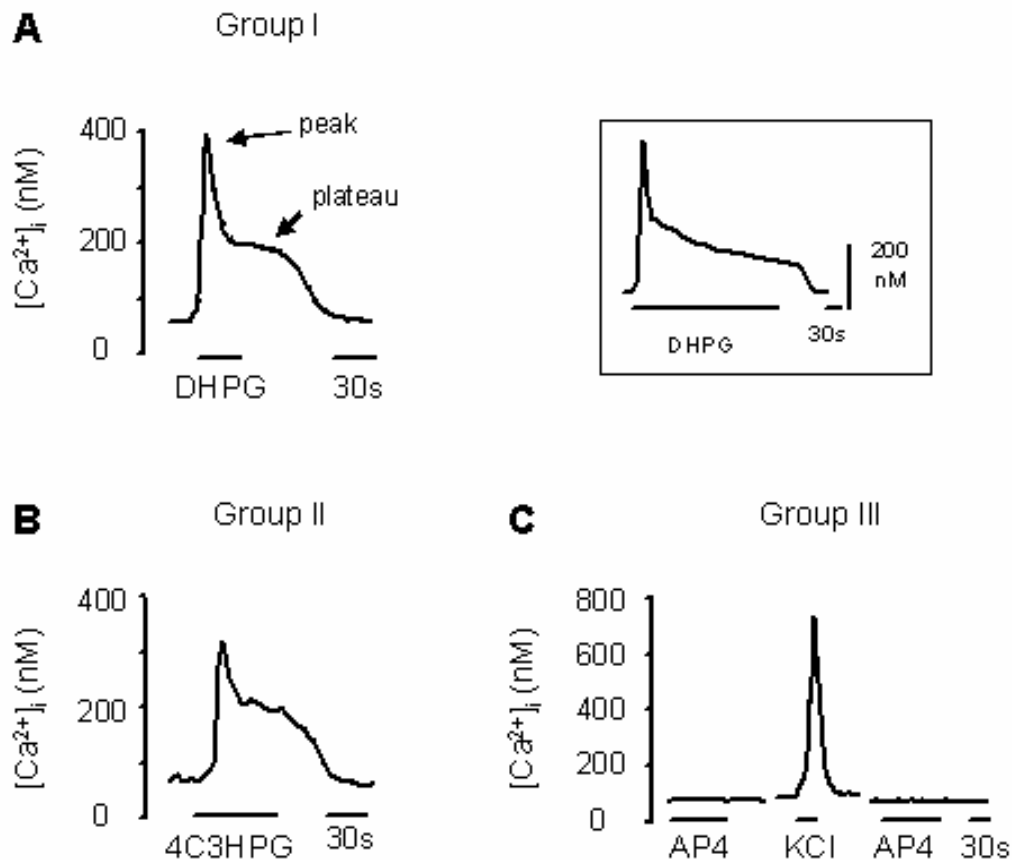 A
Group I
[Ca²⁺]ᵢ (nM)
400
200
0
peak
plateau
DHPG
30s
200
nM
DHPG
30s
B
Group II
[Ca²⁺]ᵢ (nM)
400
200
0
4C3HPG
30s
C
Group III
[Ca²⁺]ᵢ (nM)
800
600
400
200
0
AP4
KCl
AP4
30s